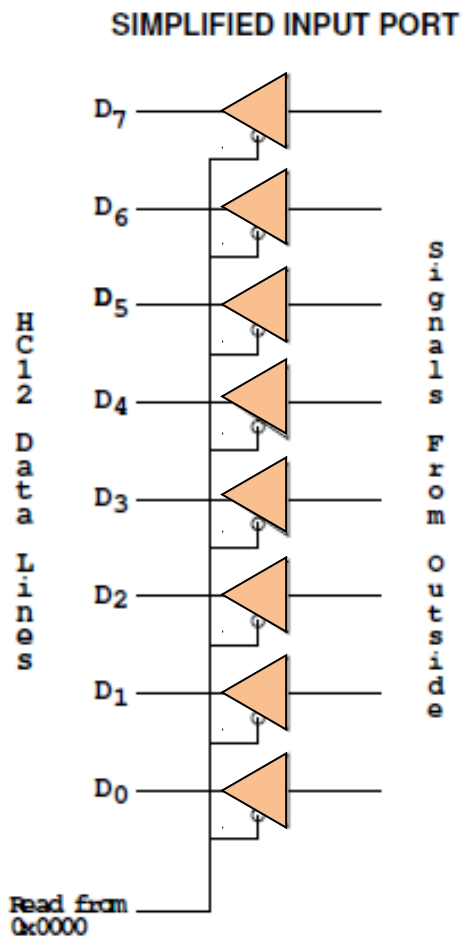 SIMPLIFIED INPUT PORT
D7
D6
D5
D4
D3
D2
D1
D0
HC12 Data Lines
Signals From Outside
Read from
0x0000